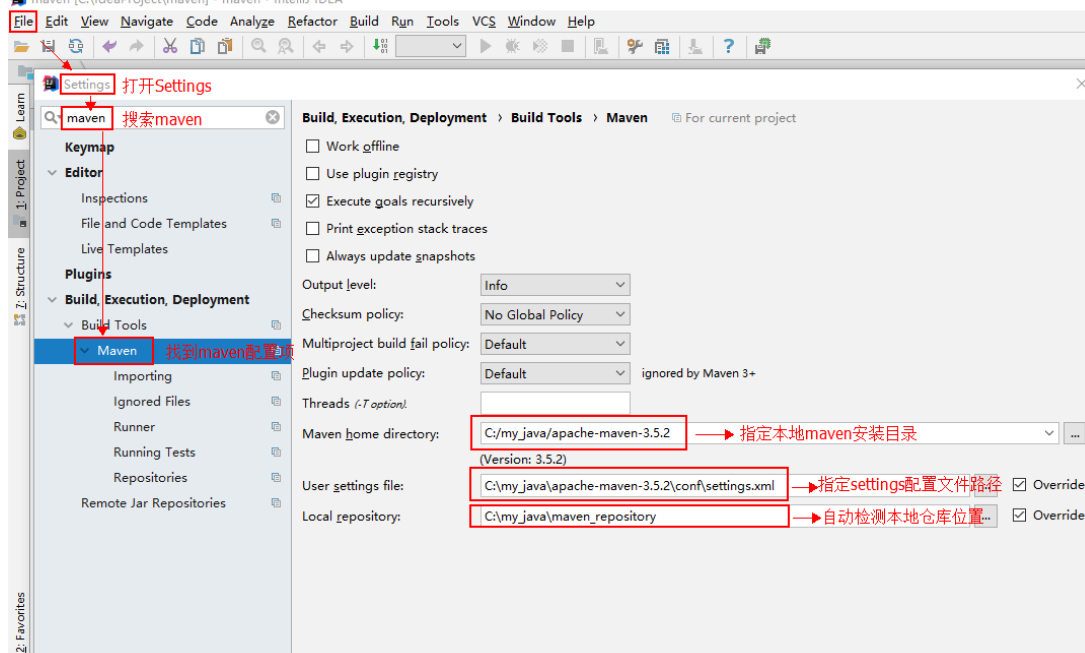 File Edit View Navigate Code Analyze Refactor Build Run Tools VCS Window Help
Settings 打开Settings
maven 搜索maven
Keymap
Editor
Inspections
File and Code Templates
Live Templates
Plugins
Build, Execution, Deployment
Build Tools
Maven 找到maven配置项
Importing
Ignored Files
Runner
Running Tests
Repositories
Remote Jar Repositories
Build, Execution, Deployment › Build Tools › Maven For current project
Work offline
Use plugin registry
Execute goals recursively
Print exception stack traces
Always update snapshots
Output level: Info
Checksum policy: No Global Policy
Multiproject build fail policy: Default
Plugin update policy: Default ignored by Maven 3+
Threads (-T option).
Maven home directory: C:/my_java/apache-maven-3.5.2 指定本地maven安装目录 ...
(Version: 3.5.2)
User settings file: C:\my_java\apache-maven-3.5.2\conf\settings.xml 指定settings配置文件路径 Override
Local repository: C:\my_java\maven_repository 自动检测本地仓库位置 ... Override
Learn
1: Project
7: Structure
2: Favorites